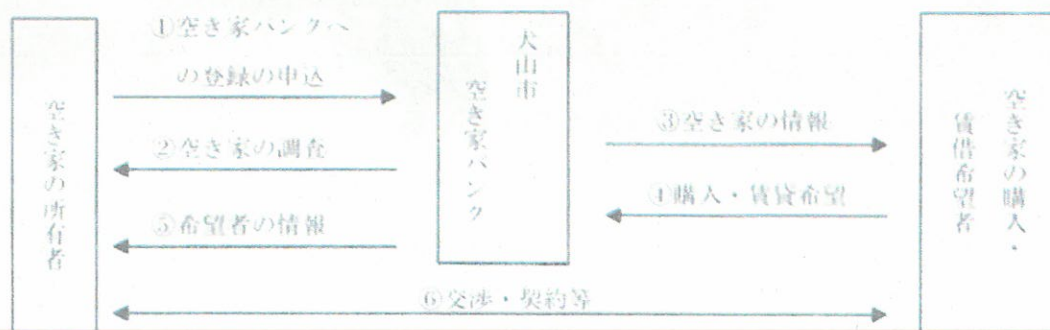 空き家の所有者
①空き家バンクへ
の登録の申込
②空き家の調査
⑤希望者の情報
犬山市
空き家バンク
③空き家の情報
④購入・賃貸希望
⑥交渉・契約等
空き家の購入・
賃借希望者